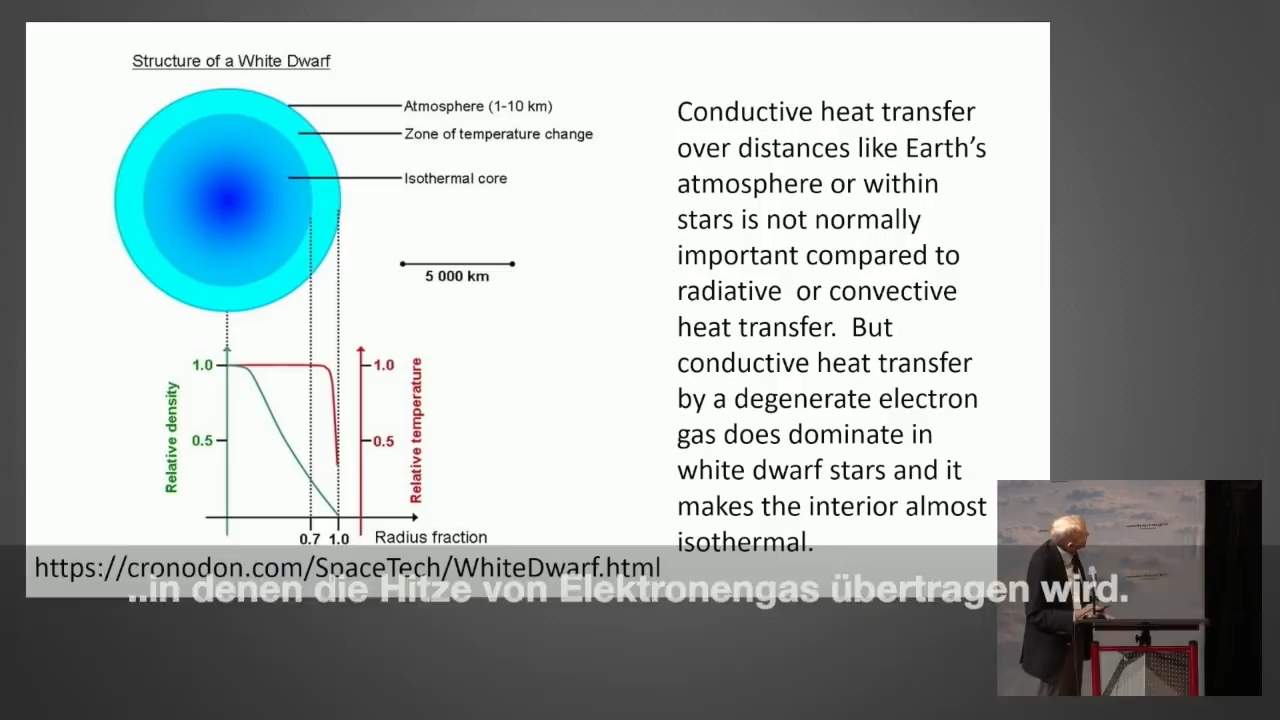 Structure of a White Dwarf
Atmosphere (1-10 km)
Zone of temperature change
Isothermal core
5 000 km
1.0
1.0
0.5
0.5
Relative density
Relative temperature
0.7
1.0
Radius fraction
Conductive heat transfer
over distances like Earth’s
atmosphere or within
stars is not normally
important compared to
radiative or convective
heat transfer. But
conductive heat transfer
by a degenerate electron
gas does dominate in
white dwarf stars and it
makes the interior almost
isothermal.
https://cronodon.com/SpaceTech/WhiteDwarf.html
..in denen die Hitze von Elektronengas übertragen wird.